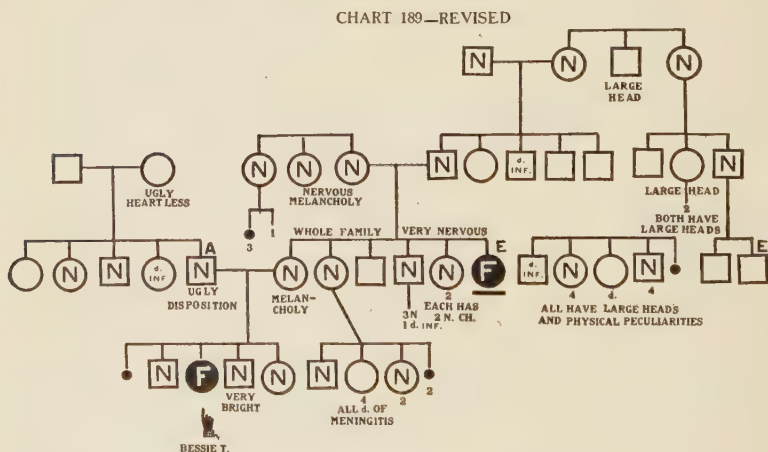 CHART 189—REVISED
N N N
LARGE
HEAD
N N N N d. INF. N
UGLY
HEARTLESS
NERVOUS
MELANCHOLY
LARGE HEAD
2
BOTH HAVE
LARGE HEADS
3 1
WHOLE FAMILY VERY NERVOUS
A E E
N N d. INF. N N N N N F d. INF. N d. N
UGLY
DISPOSITION
MELAN-
CHOLY
3N
1 d. INF.
2
EACH HAS
2 N. CH.
4 4
ALL HAVE LARGE HEADS
AND PHYSICAL PECULIARITIES
N F N N N N
VERY
BRIGHT
4 2 2
ALL d. OF
MENINGITIS
BESSIE T.